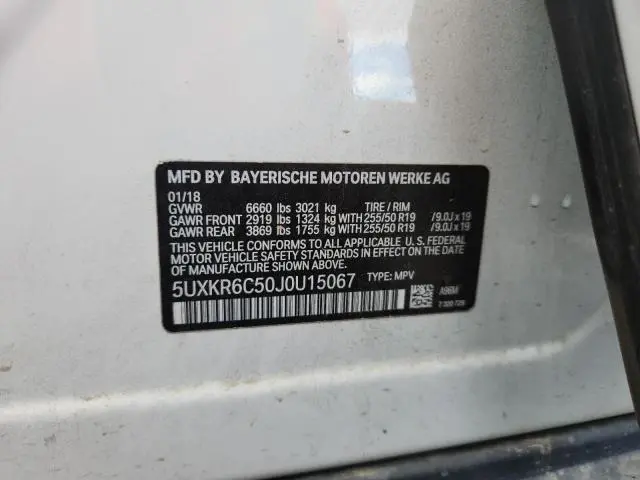 MFD BY BAYERISCHE MOTOREN WERKE AG
01/18
GVWR 6660 lbs 3021 kg TIRE / RIM
GAWR FRONT 2919 lbs 1324 kg WITH 255/50 R19 /9.0J x 19
GAWR REAR 3869 lbs 1755 kg WITH 255/50 R19 /9.0J x 19
THIS VEHICLE CONFORMS TO ALL APPLICABLE U. S. FEDERAL
MOTOR VEHICLE SAFETY STANDARDS IN EFFECT ON THE DATE
OF MANUFACTURE SHOWN ABOVE.
5UXKR6C50J0U15067 TYPE: MPV
A96M